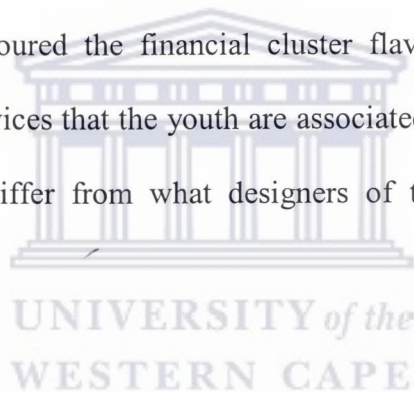 oured the financial cluster flav
vices that the youth are associated
iffer from what designers of t
UNIVERSITY of the
WESTERN CAPE